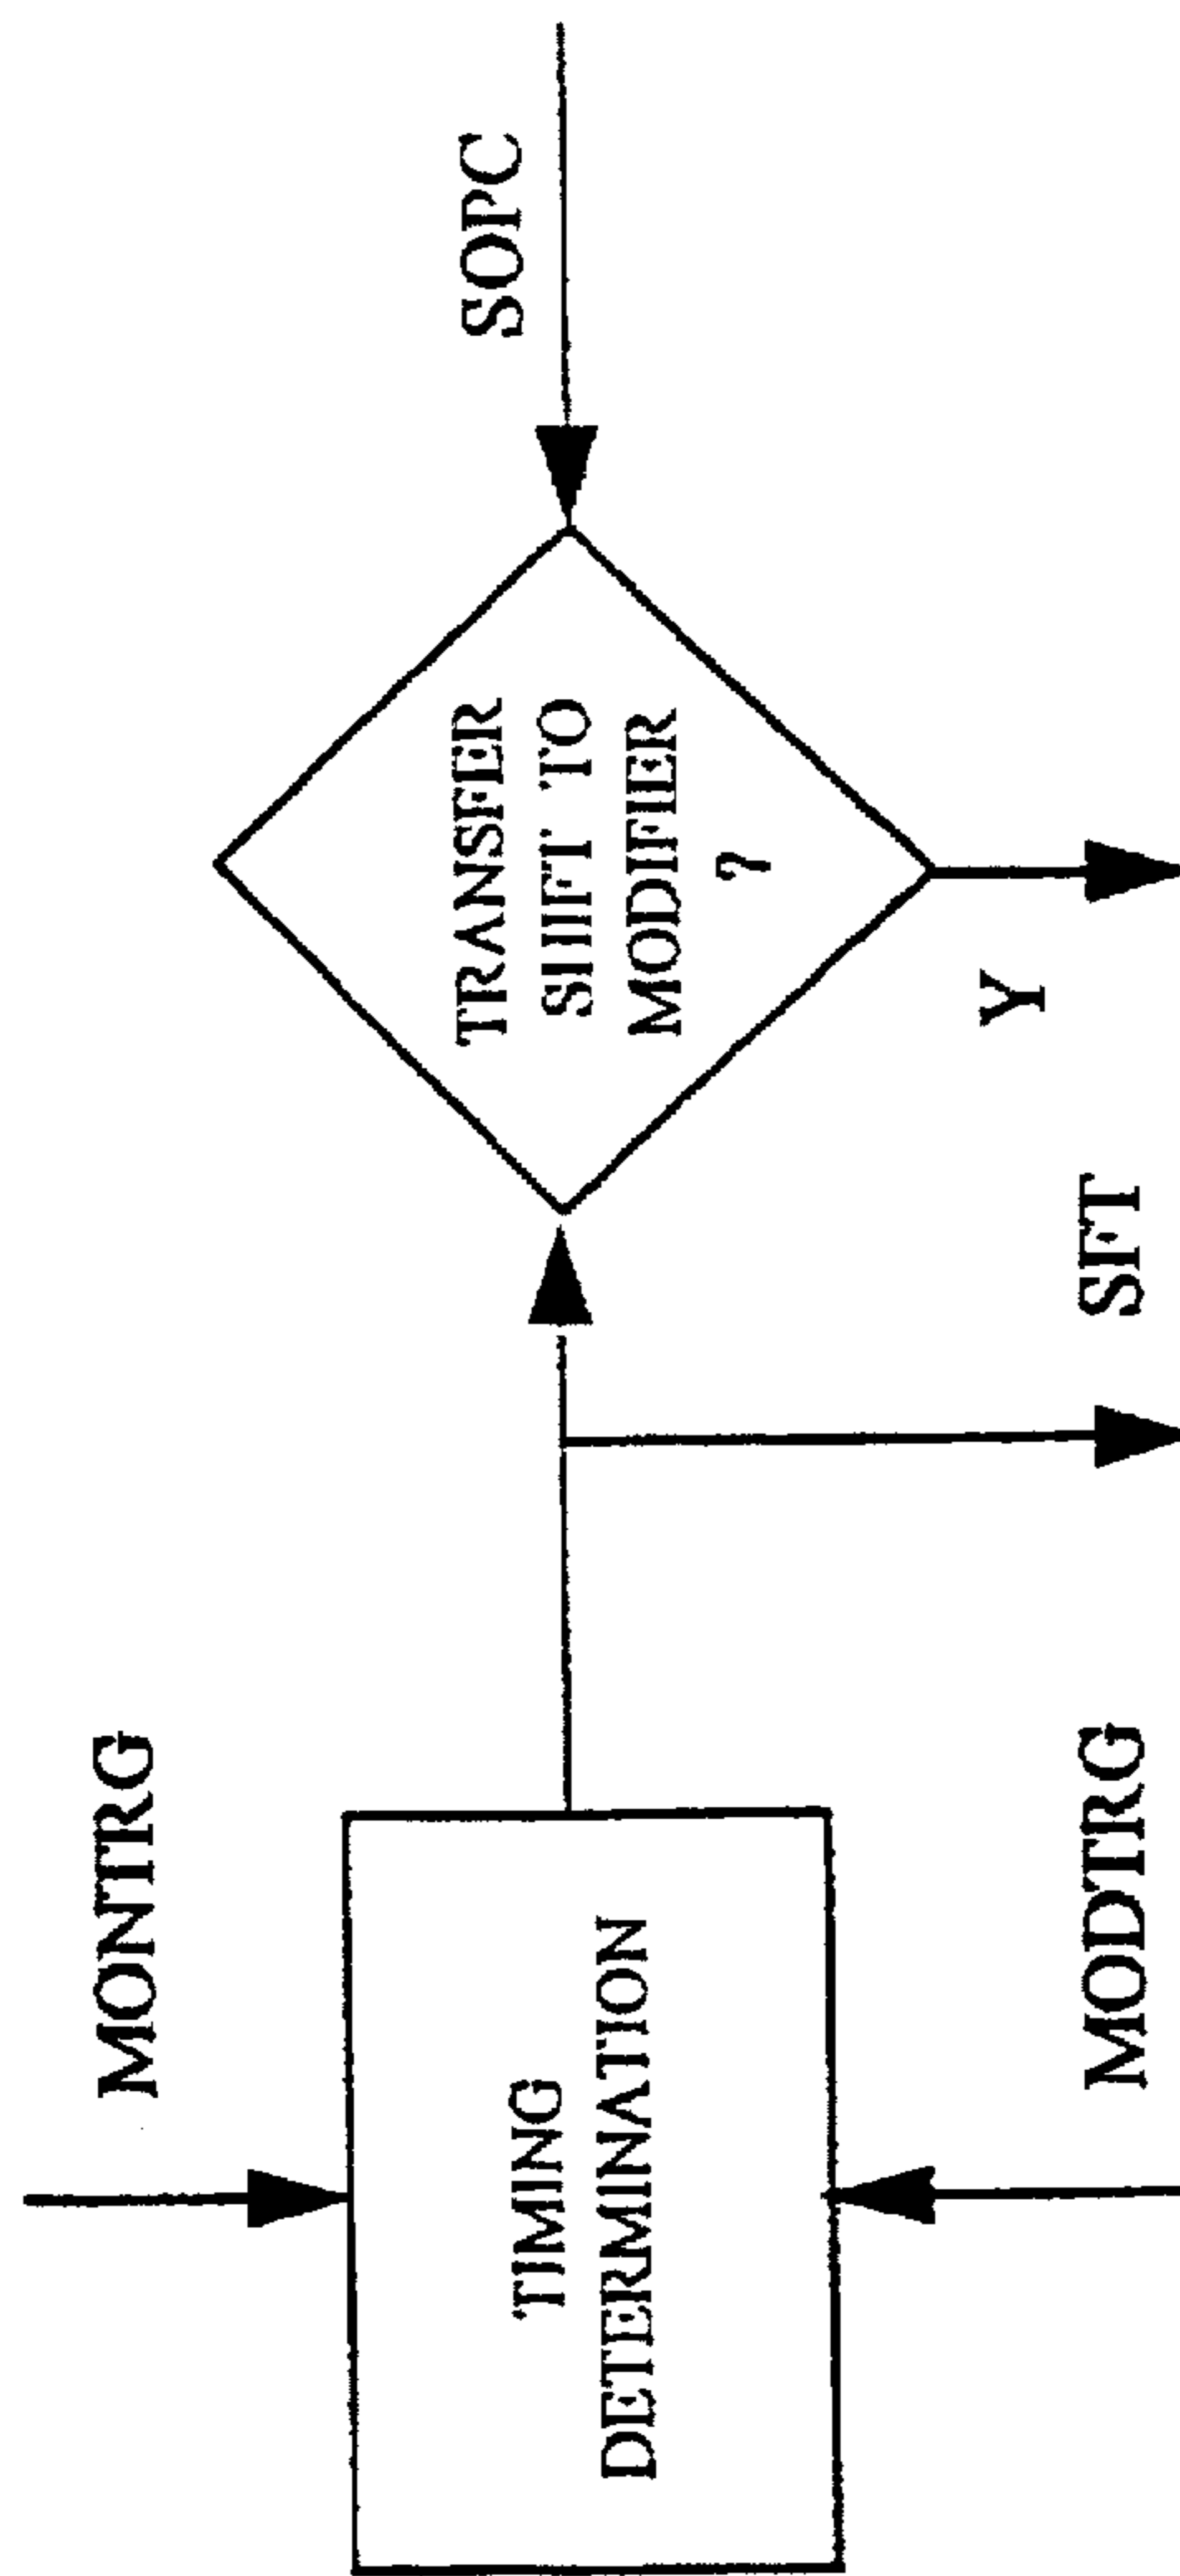 MONTRG
TIMING
DETERMINATION
MODTRG
SFT
TRANSFER
SHIFT TO
MODIFIER
?
Y
SOPC